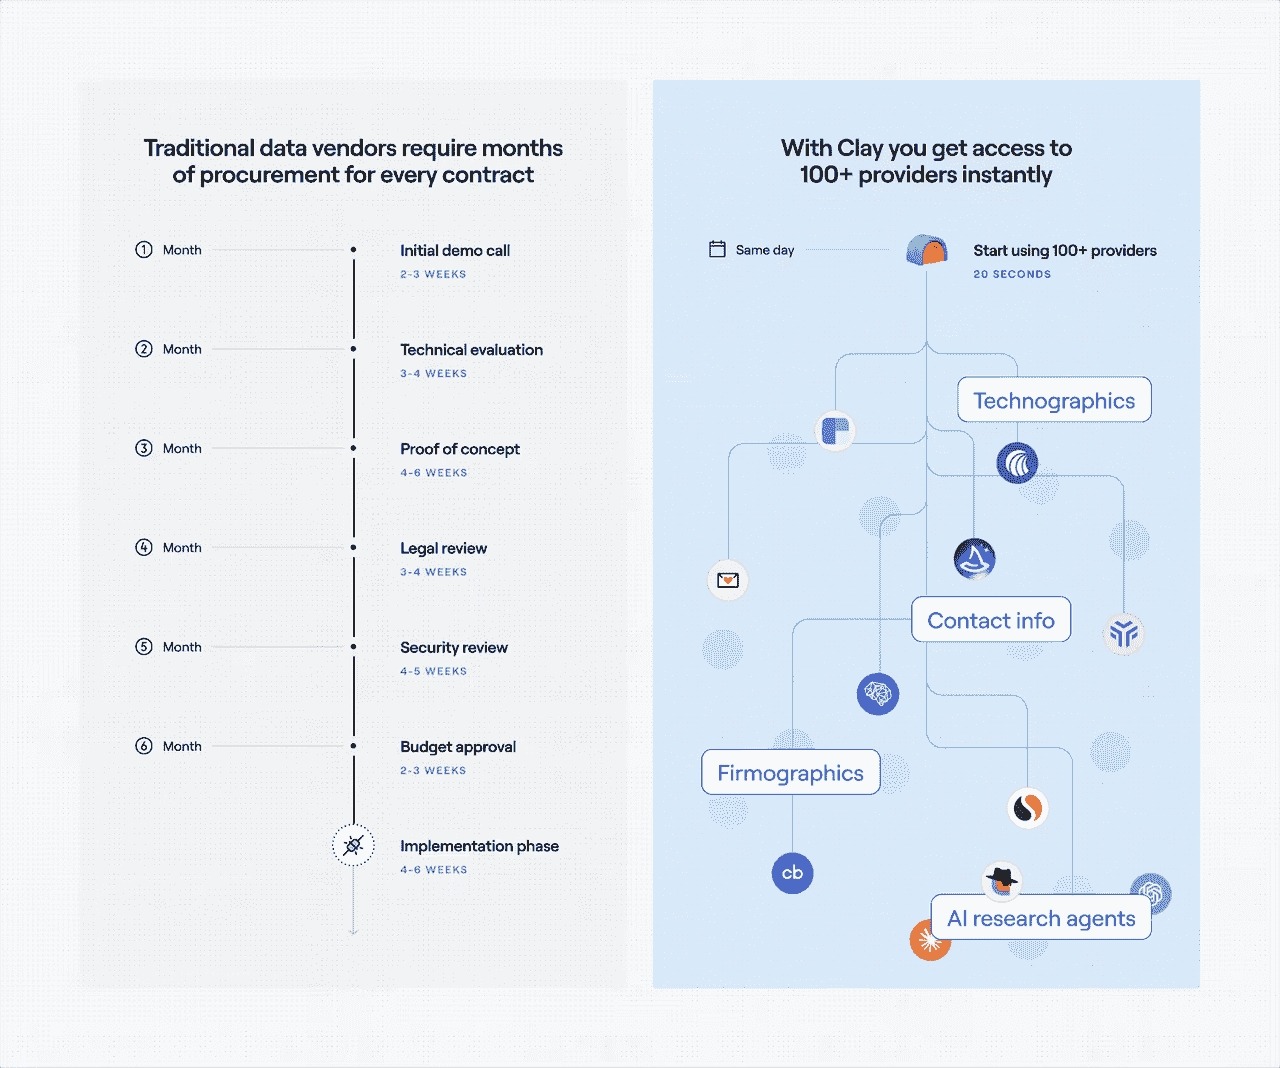 Traditional data vendors require months
of procurement for every contract
1 Month
Initial demo call
2-3 WEEKS
2 Month
Technical evaluation
3-4 WEEKS
3 Month
Proof of concept
4-6 WEEKS
4 Month
Legal review
3-4 WEEKS
5 Month
Security review
4-5 WEEKS
6 Month
Budget approval
2-3 WEEKS
Implementation phase
4-6 WEEKS
With Clay you get access to
100+ providers instantly
Same day
Start using 100+ providers
20 SECONDS
Technographics
Contact info
Firmographics
cb
AI research agents